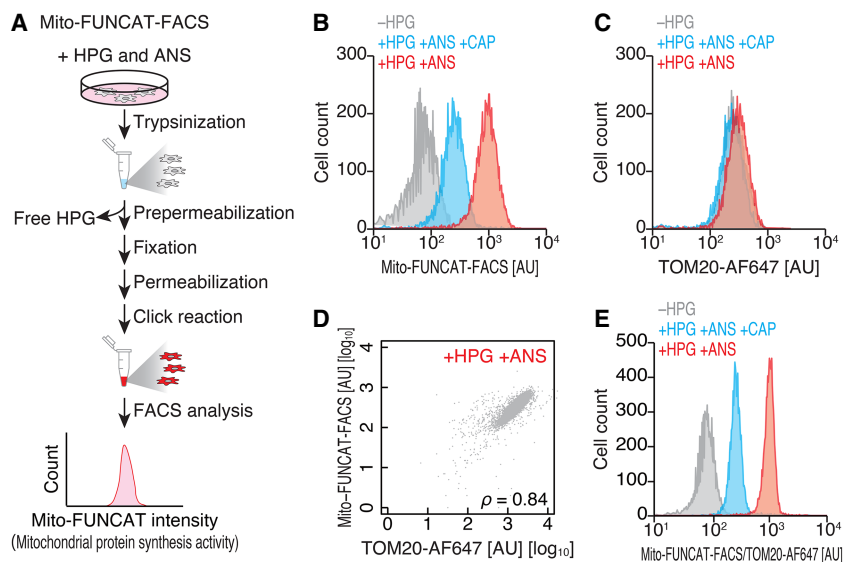 A
Mito-FUNCAT-FACS
+ HPG and ANS
Trypsinization
Free HPG
Prepermeabilization
Fixation
Permeabilization
Click reaction
FACS analysis
Count
Mito-FUNCAT intensity
(Mitochondrial protein synthesis activity)
B
–HPG
+HPG +ANS +CAP
+HPG +ANS
300
200
100
0
Cell count
10¹ 10² 10³ 10⁴
Mito-FUNCAT-FACS [AU]
C
–HPG
+HPG +ANS +CAP
+HPG +ANS
300
200
100
0
Cell count
10¹ 10² 10³ 10⁴
TOM20-AF647 [AU]
D
+HPG +ANS
4
3
2
1
0
Mito–FUNCAT-FACS [AU] [log₁₀]
ρ = 0.84
0 1 2 3 4
TOM20-AF647 [AU] [log₁₀]
E
–HPG
+HPG +ANS +CAP
+HPG +ANS
500
400
300
200
100
0
Cell count
10¹ 10² 10³ 10⁴
Mito-FUNCAT-FACS/TOM20-AF647 [AU]